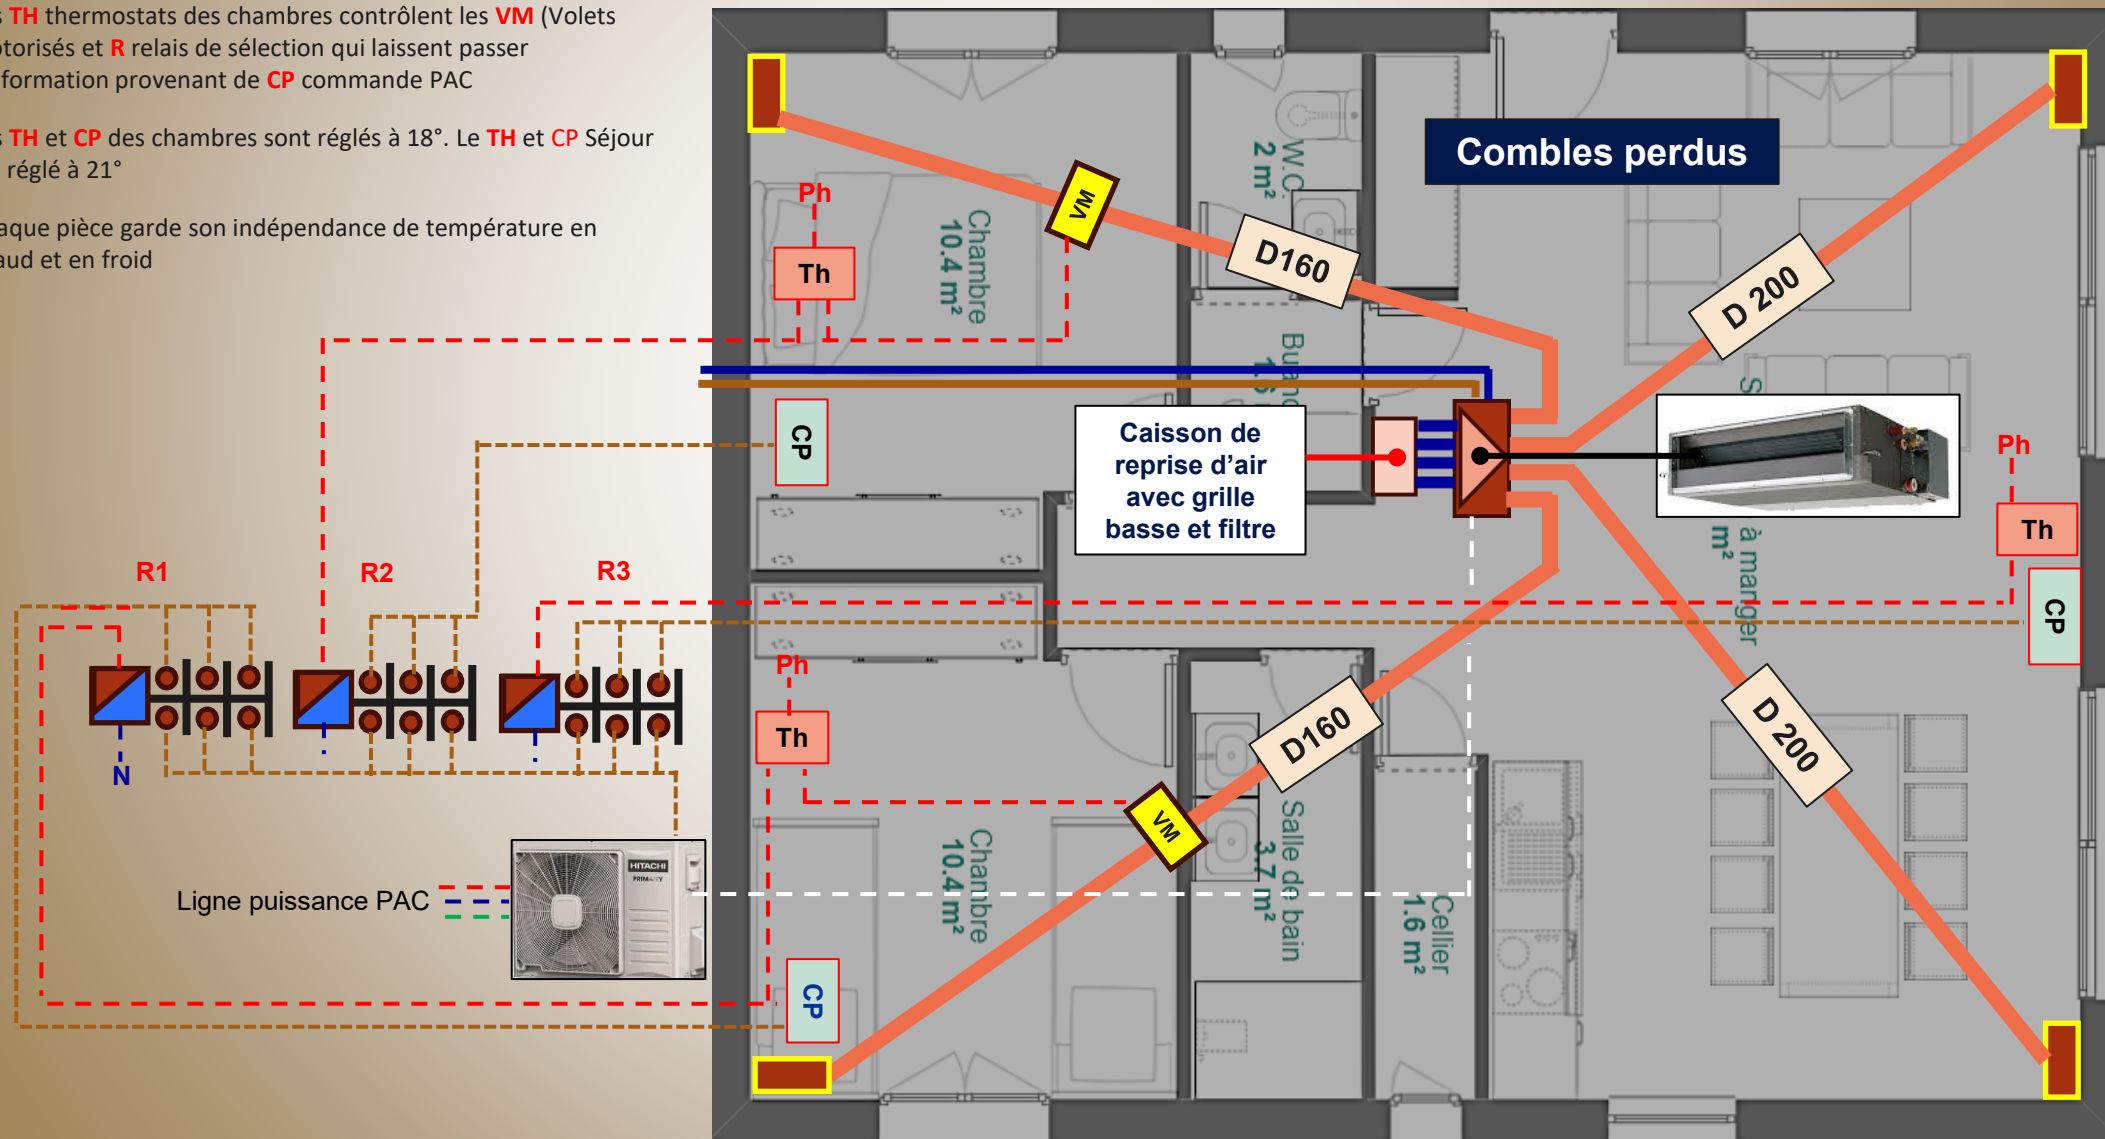 TH thermostats des chambres contrôlent les VM (Volets
et R relais de sélection qui laissent passer
provenant de CP commande PAC
TH et CP des chambres sont réglés à 18°. Le TH et CP Séjour
réglé à 21°
pièce garde son indépendance de température en
et en froid
Combles perdus
W.C.
2 m²
Ph
Th
Chambre
10.4 m²
VM
D160
D 200
CP
Caisson de
reprise d'air
avec grille
basse et filtre
à manger
m²
Ph
Th
CP
R1
R2
R3
N
Ph
Th
D160
D 200
VM
Chambre
10.4 m²
Salle de bain
3.7 m²
Cellier
1.6 m²
HITACHI
Ligne puissance PAC
CP